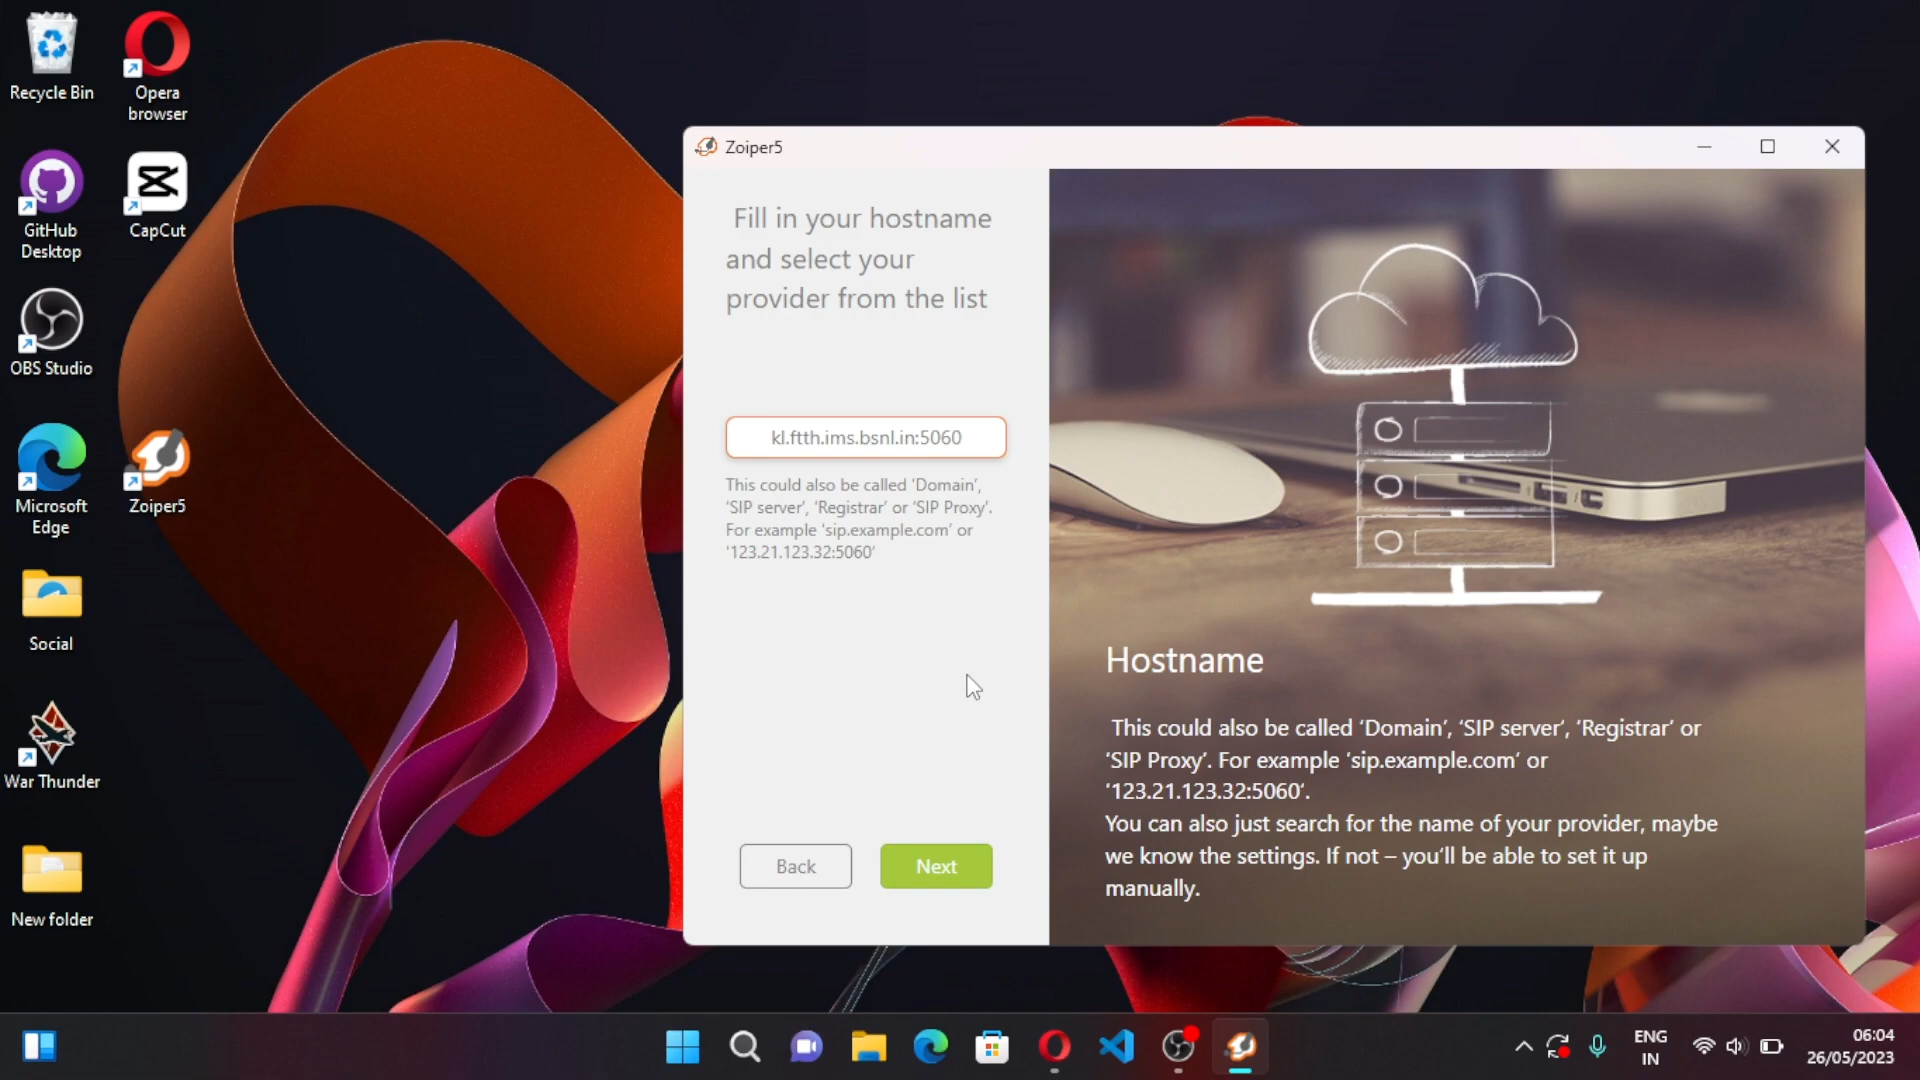 Recycle Bin
Opera
browser
GitHub
Desktop
CapCut
OBS Studio
Microsoft
Edge
Zoiper5
Social
War Thunder
New folder
Zoiper5
Fill in your hostname
and select your
provider from the list
kl.ftth.ims.bsnl.in:5060
This could also be called ‘Domain’,
‘SIP server’, ‘Registrar’ or ‘SIP Proxy’.
For example ‘sip.example.com’ or
‘123.21.123.32:5060’
Back
Next
Hostname
This could also be called ‘Domain’, ‘SIP server’, ‘Registrar’ or
‘SIP Proxy’. For example ‘sip.example.com’ or
‘123.21.123.32:5060’.
You can also just search for the name of your provider, maybe
we know the settings. If not – you’ll be able to set it up
manually.
ENG
IN
06:04
26/05/2023